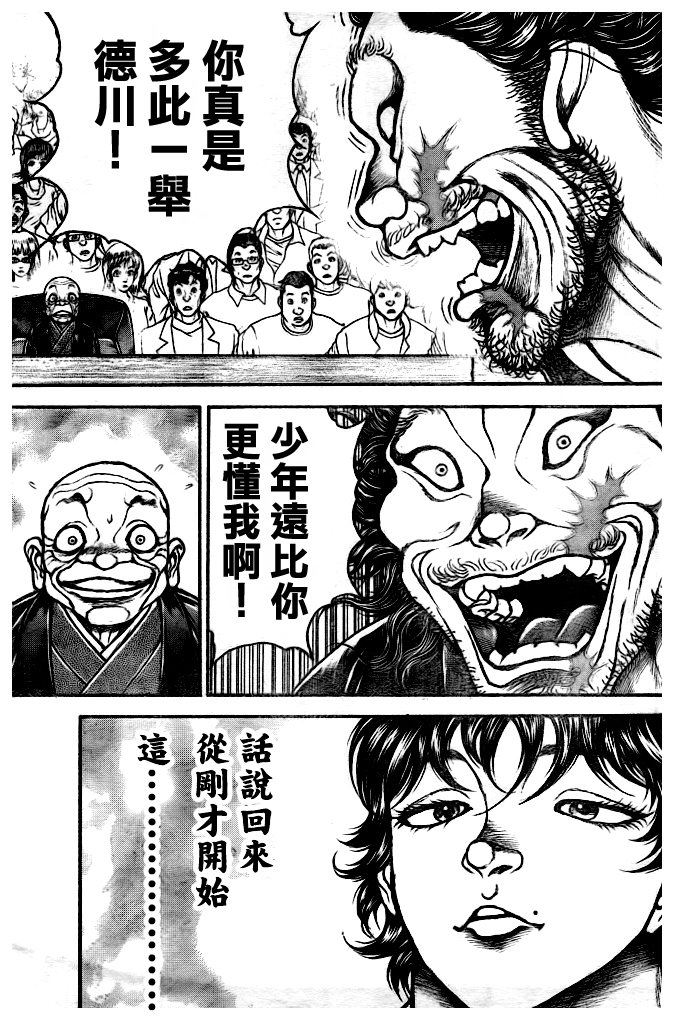 你真是
多此一舉
德川！
少年遠比你
更懂我啊！
話說回來
從剛才開始
這⋯⋯⋯⋯⋯⋯